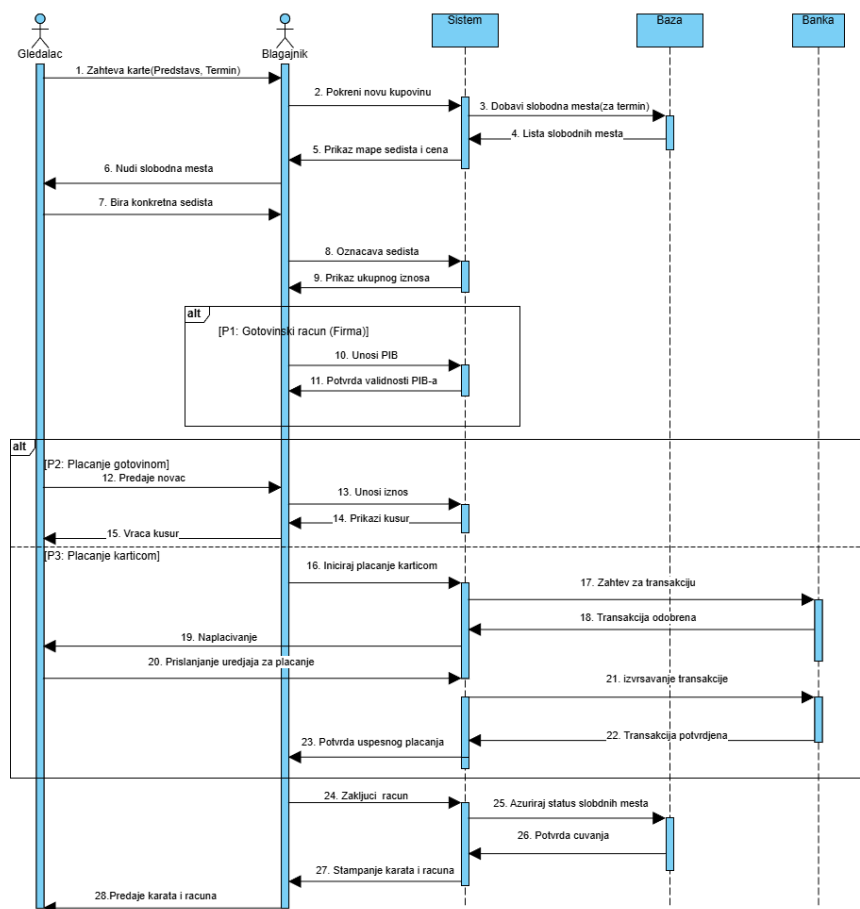 Gledalac
Blagajnik
Sistem
Baza
Banka
1. Zahteva karte(Predstavs, Termin)
2. Pokreni novu kupovinu
3. Dobavi slobodna mesta(za termin)
4. Lista slobodnih mesta
5. Prikaz mape sedista i cena
6. Nudi slobodna mesta
7. Bira konkretna sedista
8. Oznacava sedista
9. Prikaz ukupnog iznosa
alt
[P1: Gotovinski racun (Firma)]
10. Unosi PIB
11. Potvrda validnosti PIB-a
alt
[P2: Placanje gotovinom]
12. Predaje novac
13. Unosi iznos
14. Prikazi kusur
15. Vraca kusur
[P3: Placanje karticom]
16. Iniciraj placanje karticom
17. Zahtev za transakciju
18. Transakcija odobrena
19. Naplacivanje
20. Prislanjanje uredjaja za placanje
21. izvrsavanje transakcije
22. Transakcija potvrdjena
23. Potvrda uspesnog placanja
24. Zakljuci racun
25. Azuriraj status slobdnih mesta
26. Potvrda cuvanja
27. Stampanje karata i racuna
28.Predaje karata i racuna